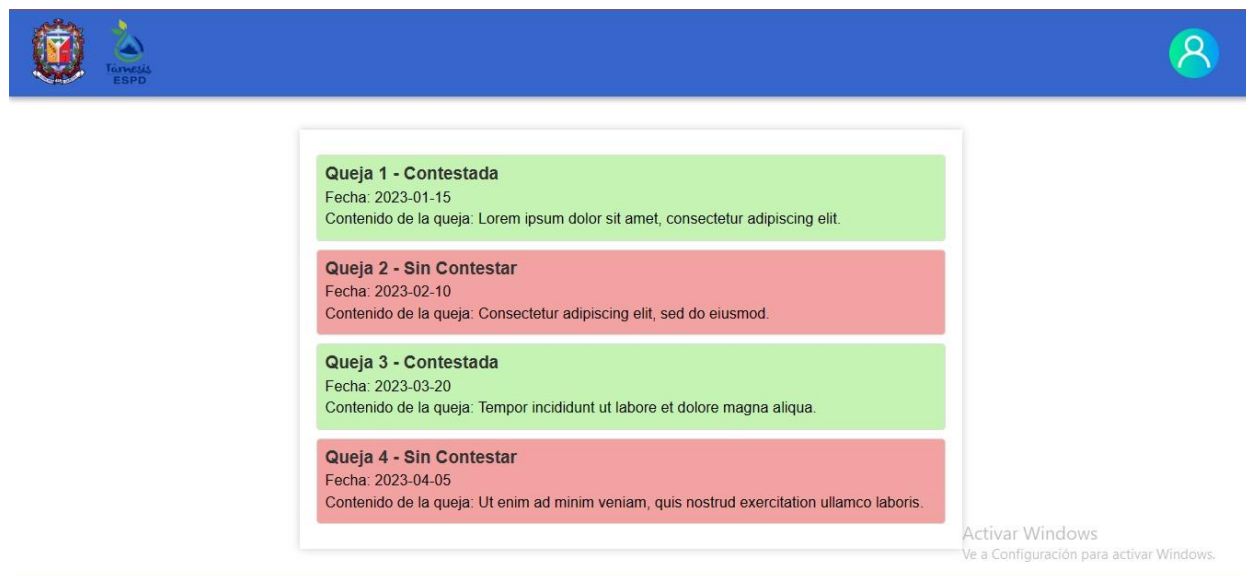 Támesis
ESPD
Queja 1 - Contestada
Fecha: 2023-01-15
Contenido de la queja: Lorem ipsum dolor sit amet, consectetur adipiscing elit.
Queja 2 - Sin Contestar
Fecha: 2023-02-10
Contenido de la queja: Consectetur adipiscing elit, sed do eiusmod.
Queja 3 - Contestada
Fecha: 2023-03-20
Contenido de la queja: Tempor incididunt ut labore et dolore magna aliqua.
Queja 4 - Sin Contestar
Fecha: 2023-04-05
Contenido de la queja: Ut enim ad minim veniam, quis nostrud exercitation ullamco laboris.
Activar Windows
Ve a Configuración para activar Windows.